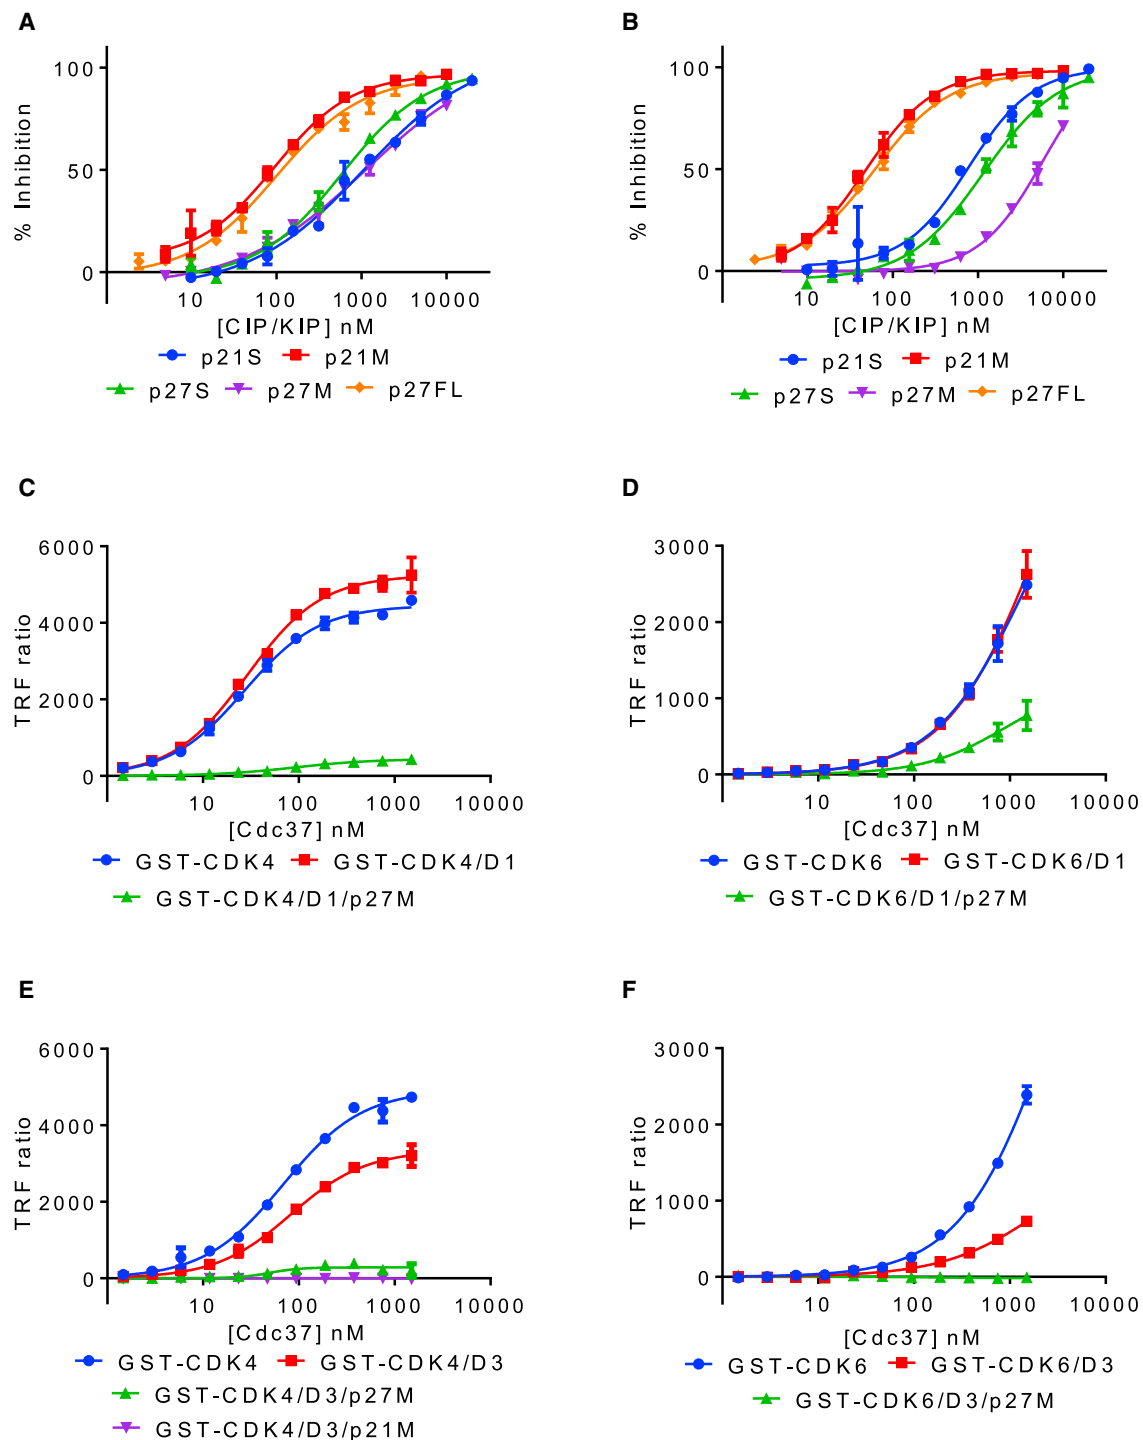 A
% Inhibition
100
50
0
10
100
1000
10000
[CIP/KIP] nM
p21S
p21M
p27S
p27M
p27FL
B
% Inhibition
100
50
0
10
100
1000
10000
[CIP/KIP] nM
p21S
p21M
p27S
p27M
p27FL
C
TRF ratio
6000
4000
2000
0
10
100
1000
10000
[Cdc37] nM
GST-CDK4
GST-CDK4/D1
GST-CDK4/D1/p27M
D
TRF ratio
3000
2000
1000
0
10
100
1000
10000
[Cdc37] nM
GST-CDK6
GST-CDK6/D1
GST-CDK6/D1/p27M
E
TRF ratio
6000
4000
2000
0
10
100
1000
10000
[Cdc37] nM
GST-CDK4
GST-CDK4/D3
GST-CDK4/D3/p27M
GST-CDK4/D3/p21M
F
TRF ratio
3000
2000
1000
0
10
100
1000
10000
[Cdc37] nM
GST-CDK6
GST-CDK6/D3
GST-CDK6/D3/p27M